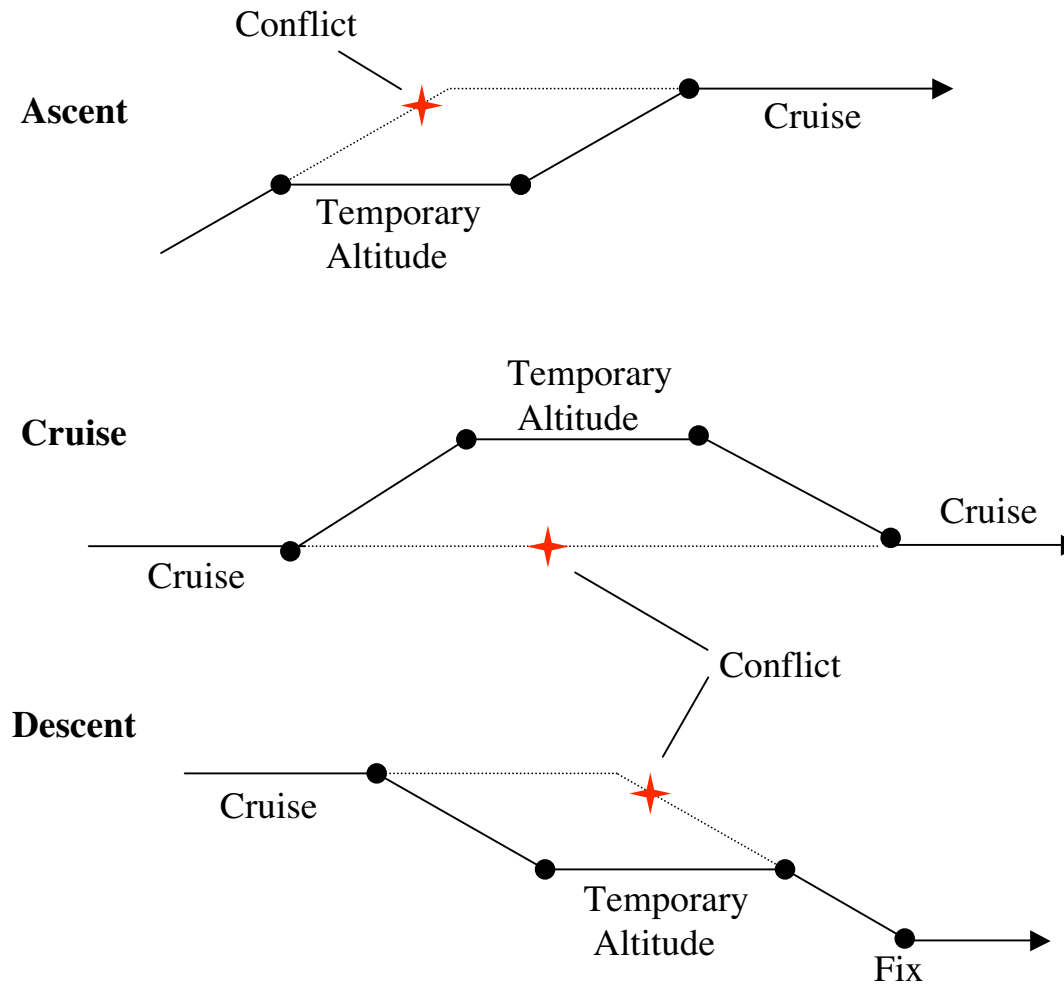 Conflict
Ascent
Cruise
Temporary
Altitude
Temporary
Altitude
Cruise
Cruise
Cruise
Conflict
Descent
Cruise
Temporary
Altitude
Fix